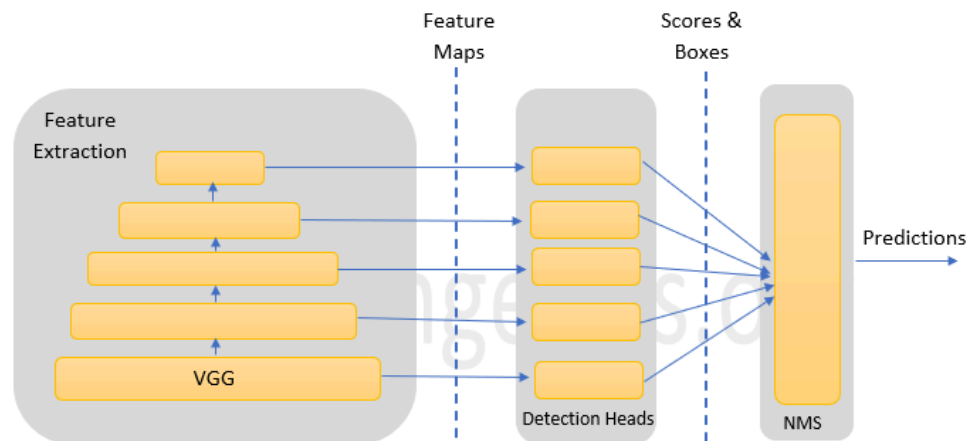 Feature
Maps
Scores &
Boxes
Feature
Extraction
Predictions
VGG
Detection Heads
NMS